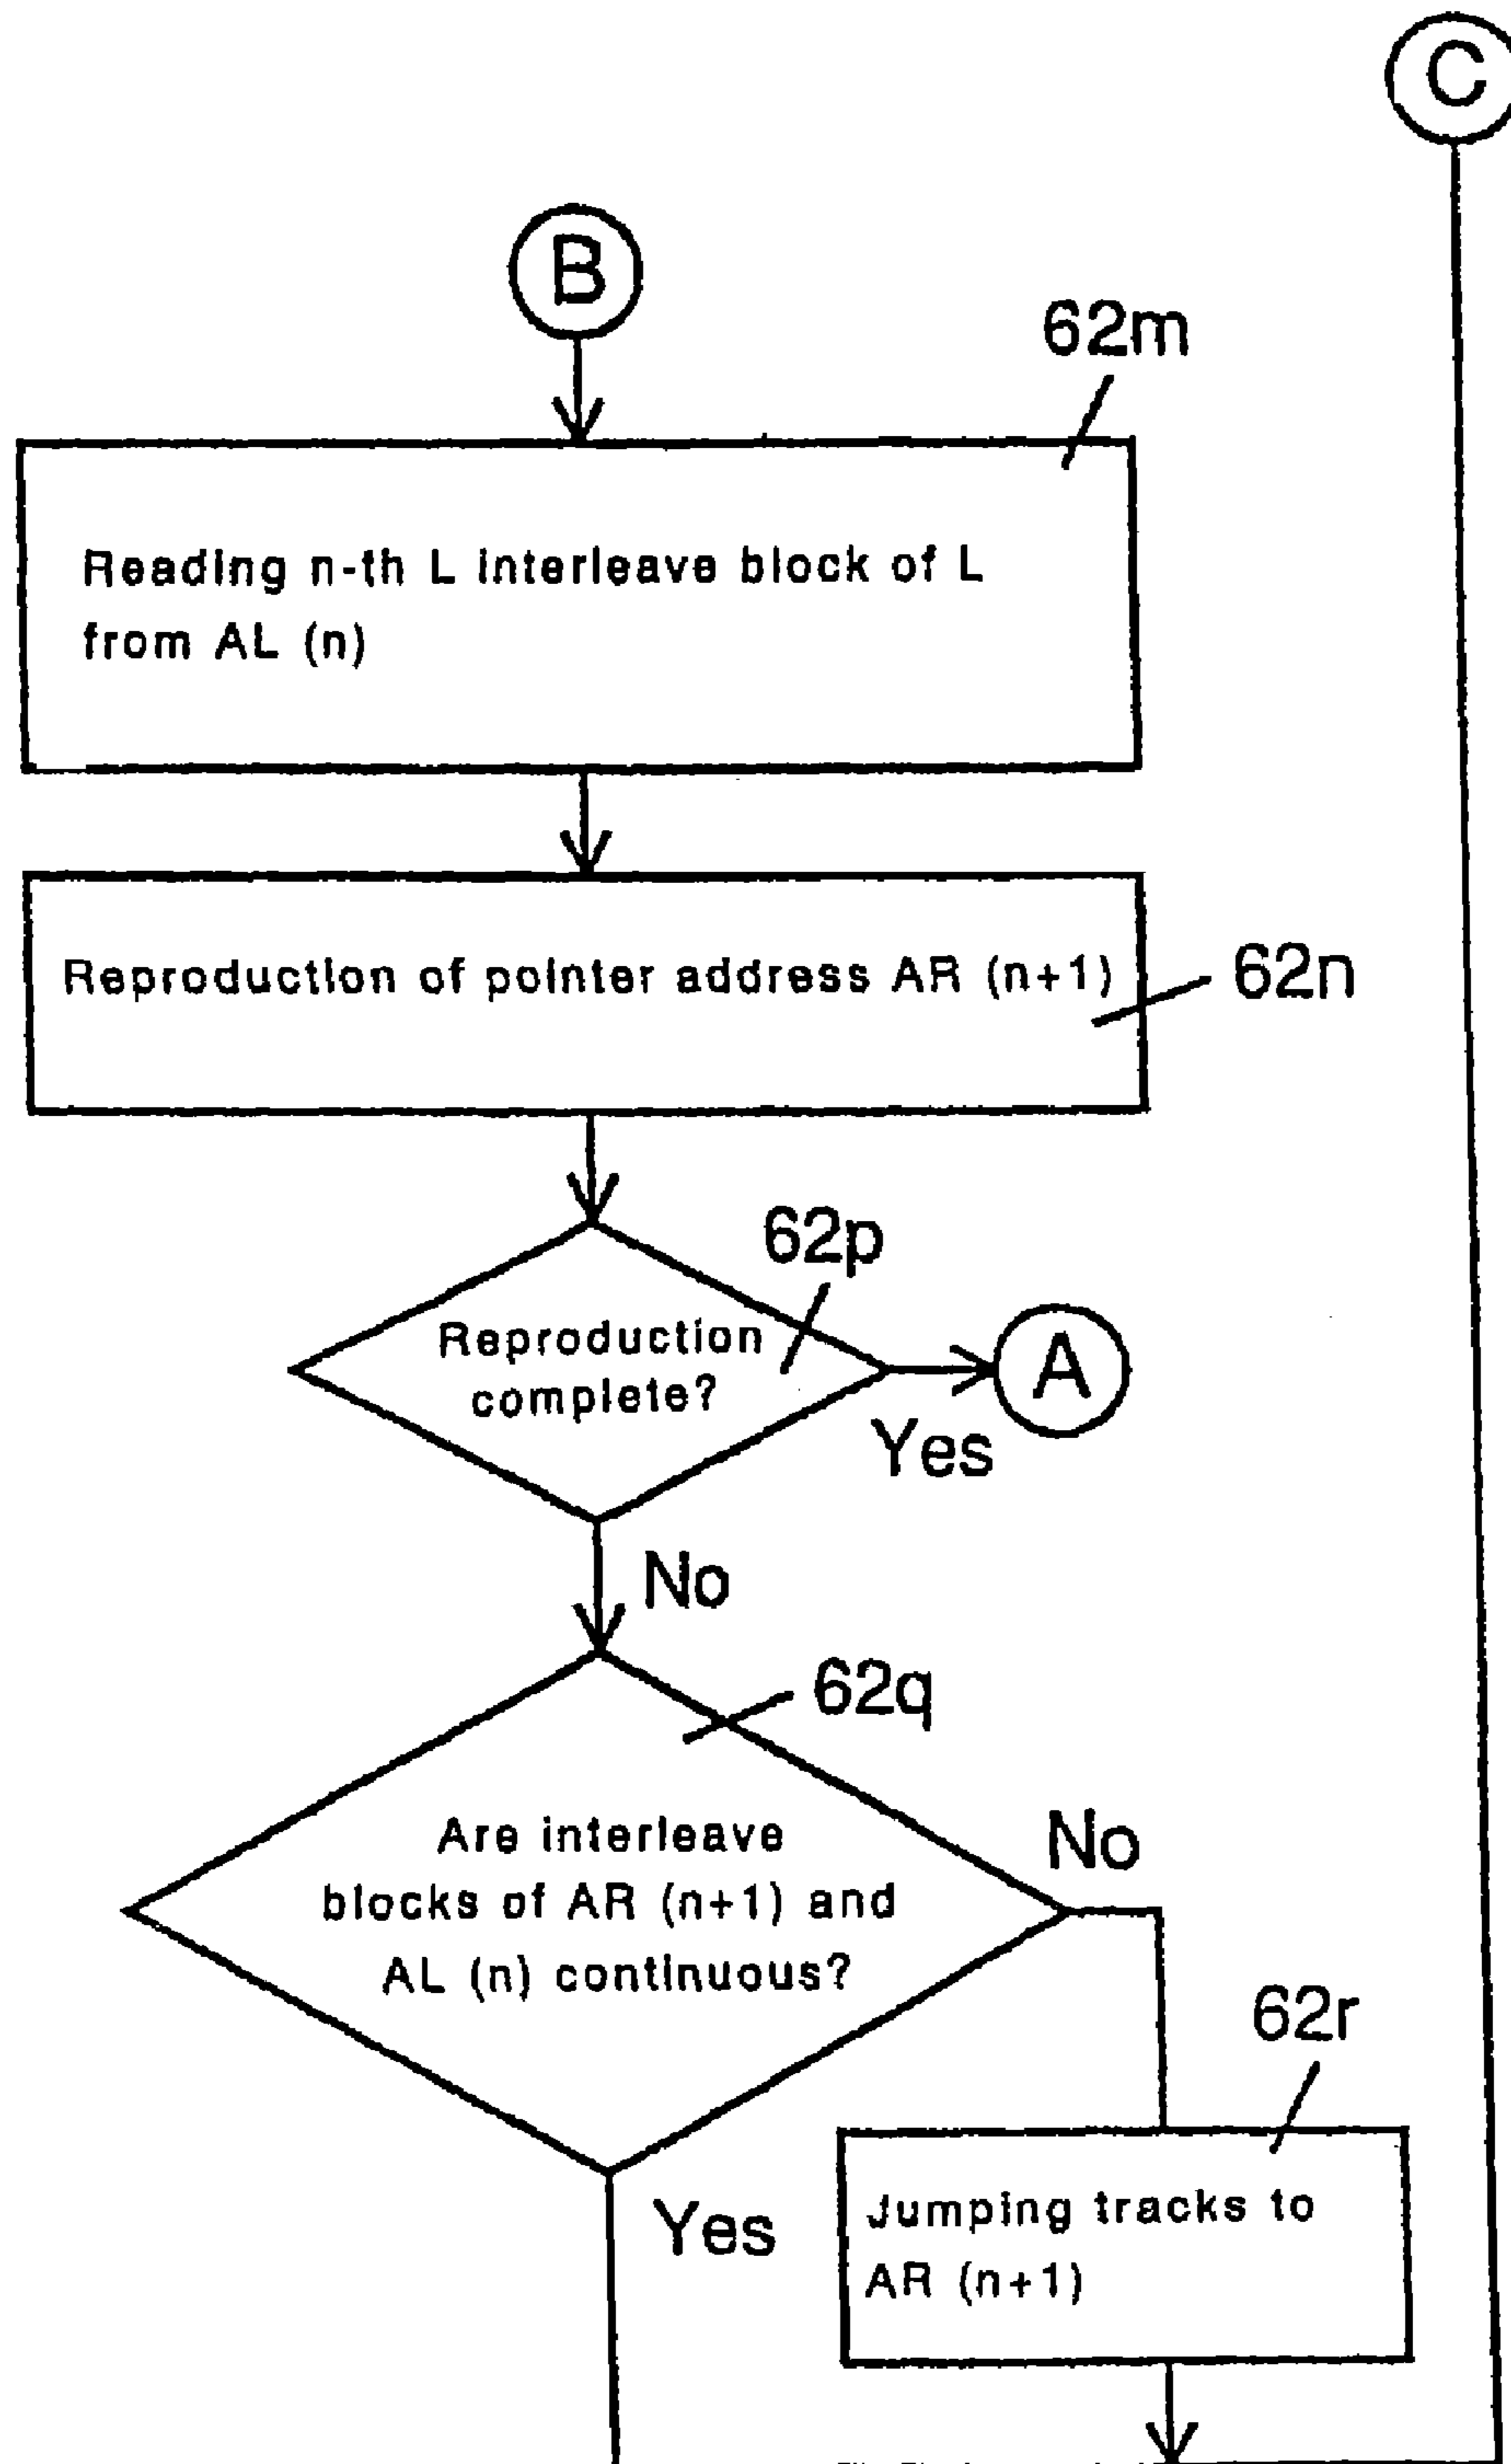 C
B
62m
Reading n-th L interleave block of L
from AL (n)
Reproduction of pointer address AR (n+1)
62n
62p
Reproduction
complete?
A
Yes
No
62q
Are interleave
blocks of AR (n+1) and
AL (n) continuous?
No
62r
Yes
Jumping tracks to
AR (n+1)